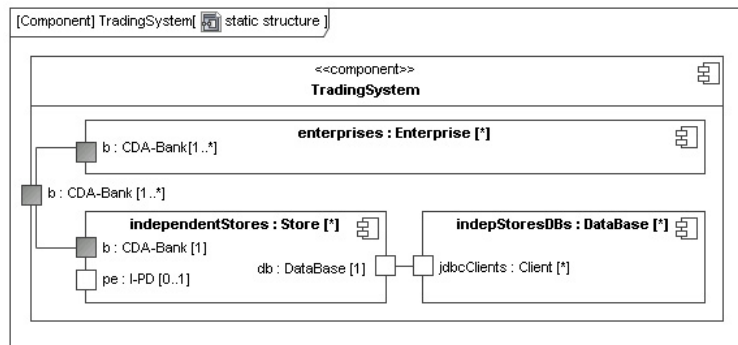 [Component] TradingSystem[ static structure ]
<<component>>
TradingSystem
enterprises : Enterprise [*]
b : CDA-Bank[1..*]
b : CDA-Bank [1..*]
independentStores : Store [*]
b : CDA-Bank [1]
pe : I-PD [0..1]
db : DataBase [1]
indepStoresDBs : DataBase [*]
jdbcClients : Client [*]